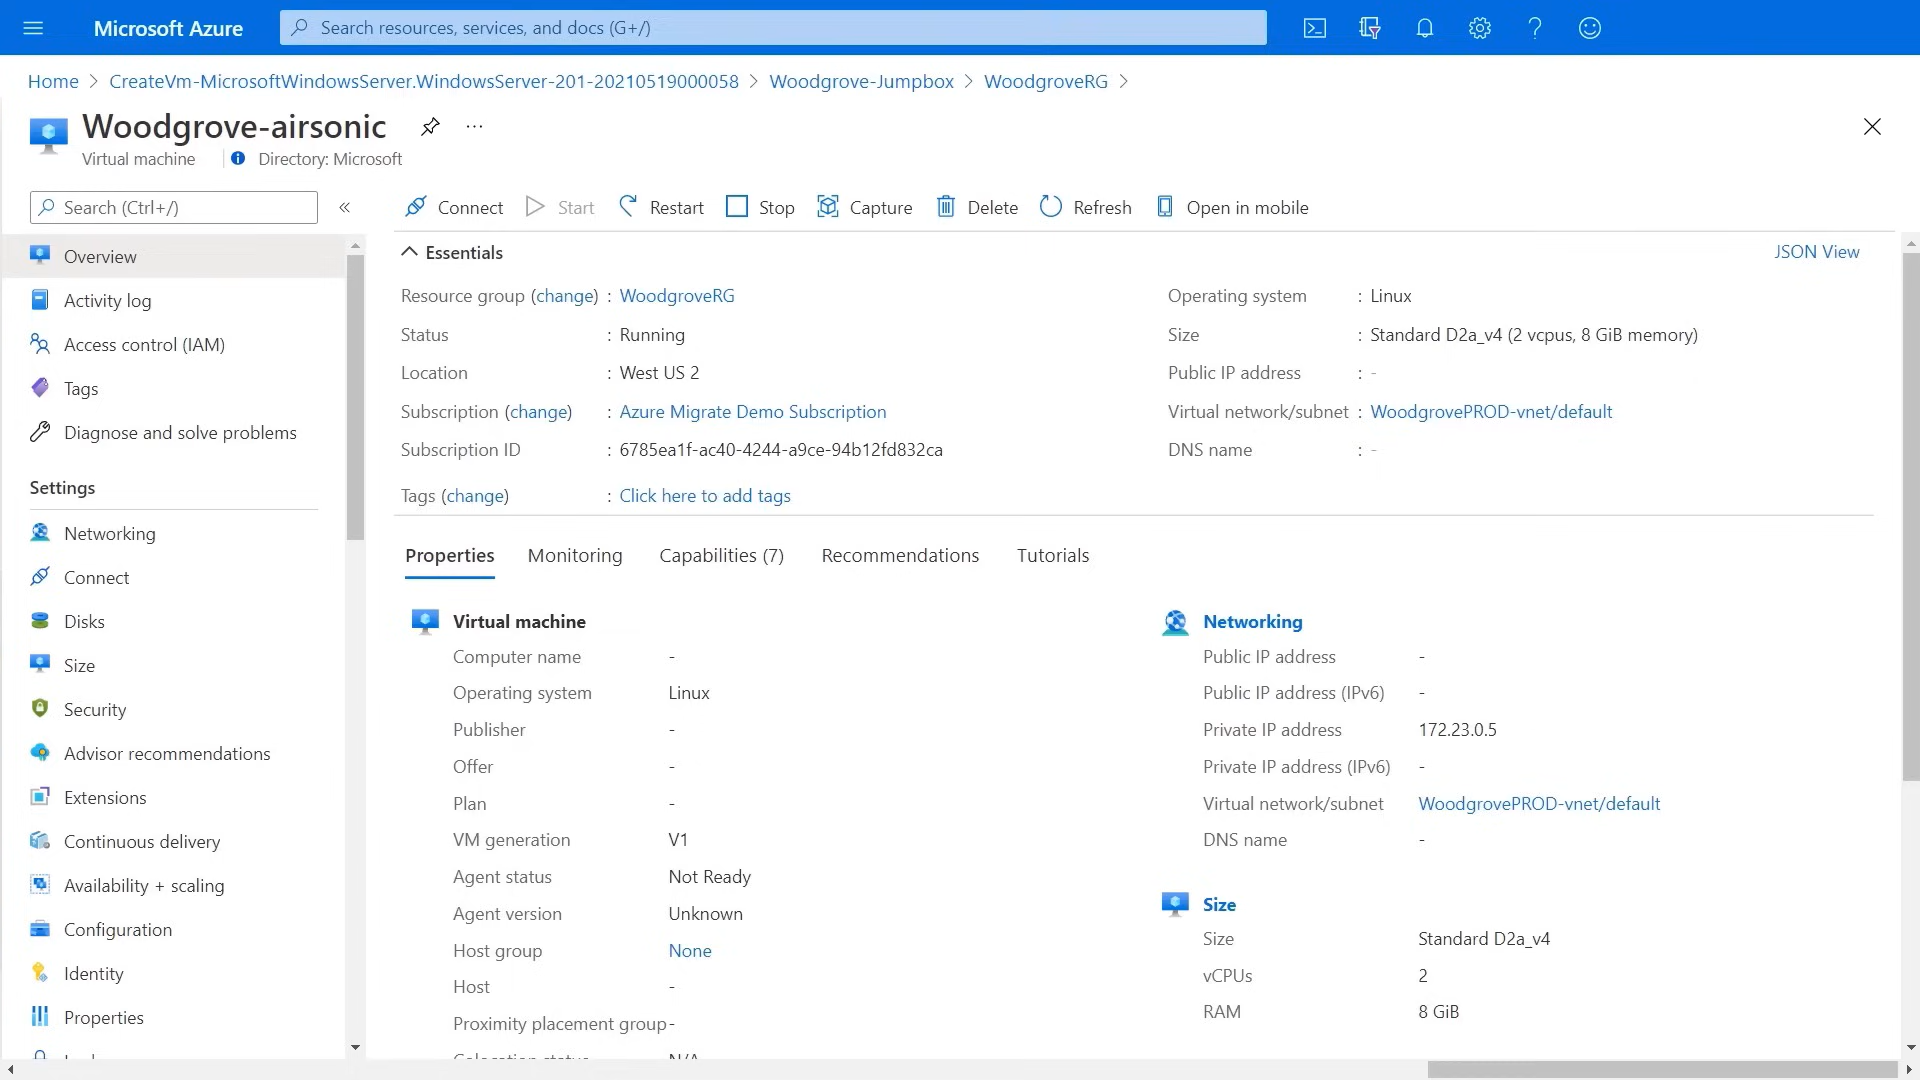 Microsoft Azure
Search resources, services, and docs (G+/)
Home > CreateVm-MicrosoftWindowsServer.WindowsServer-201-20210519000058 > Woodgrove-Jumpbox > WoodgroveRG >
Woodgrove-airsonic ...
Virtual machine
Directory: Microsoft
Search (Ctrl+/)
«
Connect
Start
Restart
Stop
Capture
Delete
Refresh
Open in mobile
Overview
Activity log
Access control (IAM)
Tags
Diagnose and solve problems
Settings
Networking
Connect
Disks
Size
Security
Advisor recommendations
Extensions
Continuous delivery
Availability + scaling
Configuration
Identity
Properties
Essentials
JSON View
Resource group (change) : WoodgroveRG
Status : Running
Location : West US 2
Subscription (change) : Azure Migrate Demo Subscription
Subscription ID : 6785ea1f-ac40-4244-a9ce-94b12fd832ca
Tags (change) : Click here to add tags
Operating system : Linux
Size : Standard D2a_v4 (2 vcpus, 8 GiB memory)
Public IP address : -
Virtual network/subnet : WoodgrovePROD-vnet/default
DNS name : -
Properties
Monitoring
Capabilities (7)
Recommendations
Tutorials
Virtual machine
Computer name -
Operating system Linux
Publisher -
Offer -
Plan -
VM generation V1
Agent status Not Ready
Agent version Unknown
Host group None
Host -
Proximity placement group -
Colocation status N/A
Networking
Public IP address -
Public IP address (IPv6) -
Private IP address 172.23.0.5
Private IP address (IPv6) -
Virtual network/subnet WoodgrovePROD-vnet/default
DNS name -
Size
Size Standard D2a_v4
vCPUs 2
RAM 8 GiB